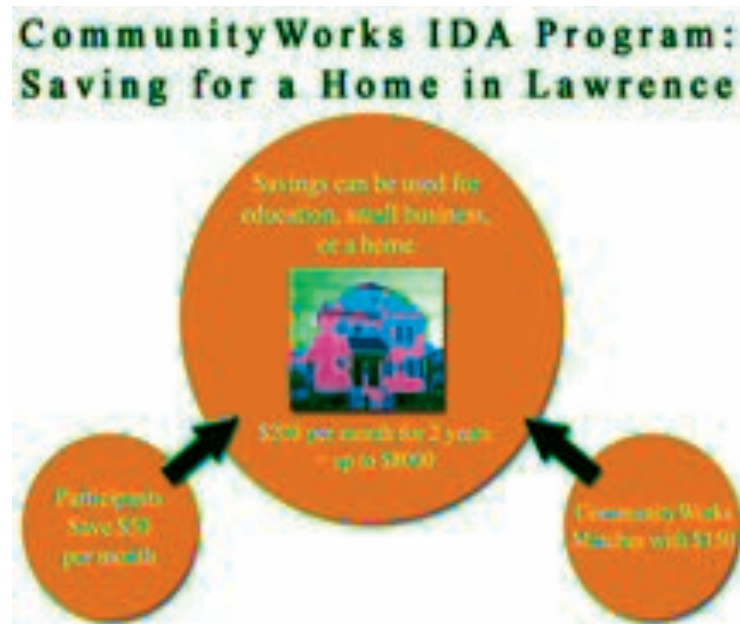 CommunityWorks IDA Program:
Saving for a Home in Lawrence
Savings can be used for
education, small business,
or a home
$200 per month for 2 years
= up to $8000
Participants
Save $50
per month
CommunityWorks
Matches with $150